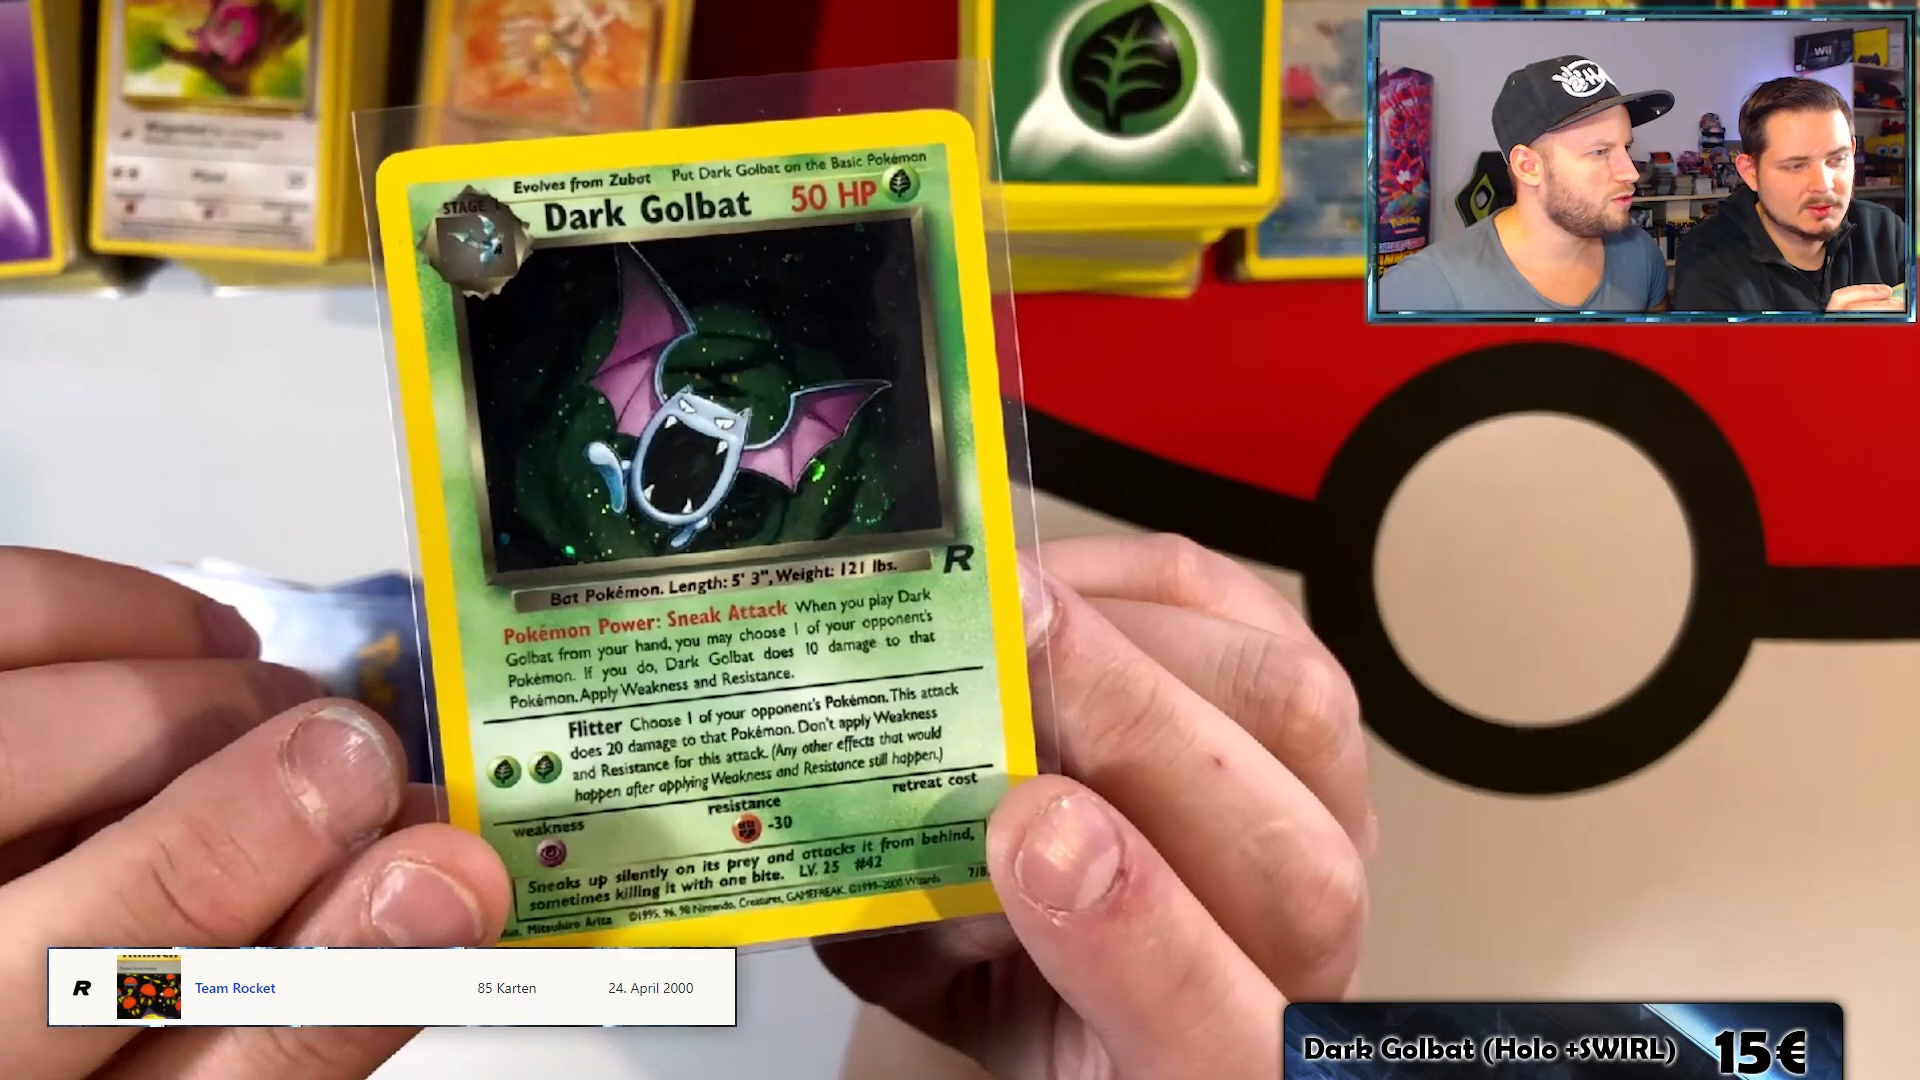 Evolves from Zubat Put Dark Golbat on the Basic Pokémon
STAGE 1
Dark Golbat 50 HP
R
Bat Pokémon. Length: 5' 3", Weight: 121 lbs.
Pokémon Power: Sneak Attack When you play Dark
Golbat from your hand, you may choose 1 of your opponent's
Pokémon. If you do, Dark Golbat does 10 damage to that
Pokémon. Apply Weakness and Resistance.
Flitter Choose 1 of your opponent's Pokémon. This attack
does 20 damage to that Pokémon. Don't apply Weakness
and Resistance for this attack. (Any other effects that would
happen after applying Weakness and Resistance still happen.)
weakness resistance retreat cost
-30
Sneaks up silently on its prey and attacks it from behind,
sometimes killing it with one bite. LV. 25 #42
Illus. Mitsuhiro Arita ©1995, 96, 98 Nintendo, Creatures, GAMEFREAK. ©1999-2000 Wizards. 7/8
Wii
R Team Rocket 85 Karten 24. April 2000
Dark Golbat (Holo +SWIRL) 15€